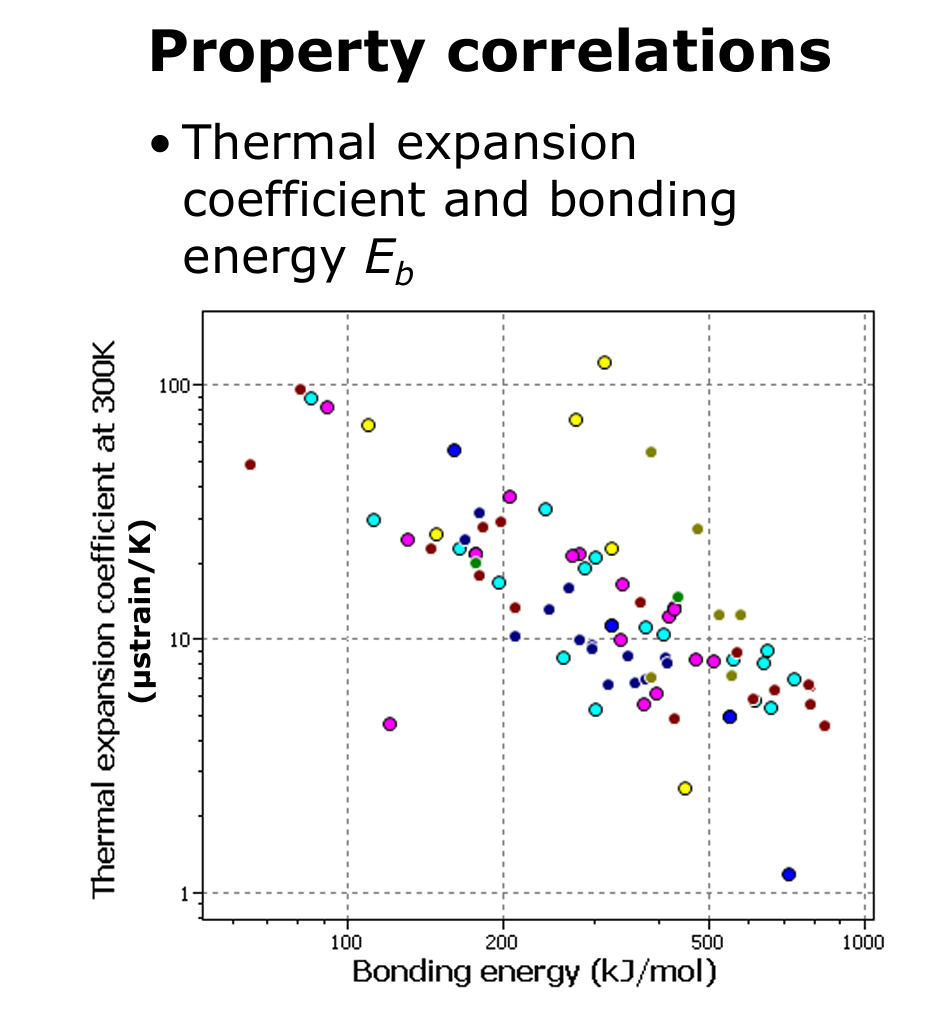 Property correlations
• Thermal expansion
coefficient and bonding
energy E_b
Thermal expansion coefficient at 300K
(µstrain/K)
100
10
1
100
200
500
1000
Bonding energy (kJ/mol)